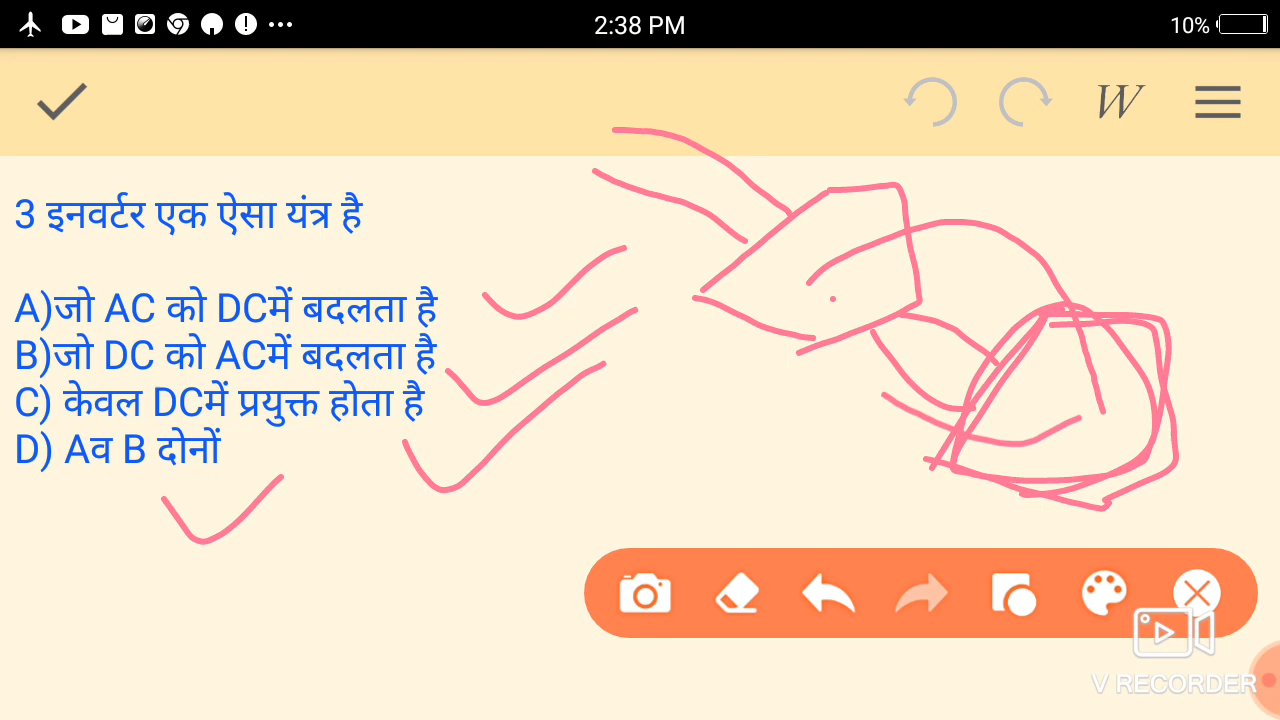 2:38 PM
10%
W
3 इनवर्टर एक ऐसा यंत्र है
A)जो AC को DCमें बदलता है
B)जो DC को ACमें बदलता है
C) केवल DCमें प्रयुक्त होता है
D) Aव B दोनों
V RECORDER